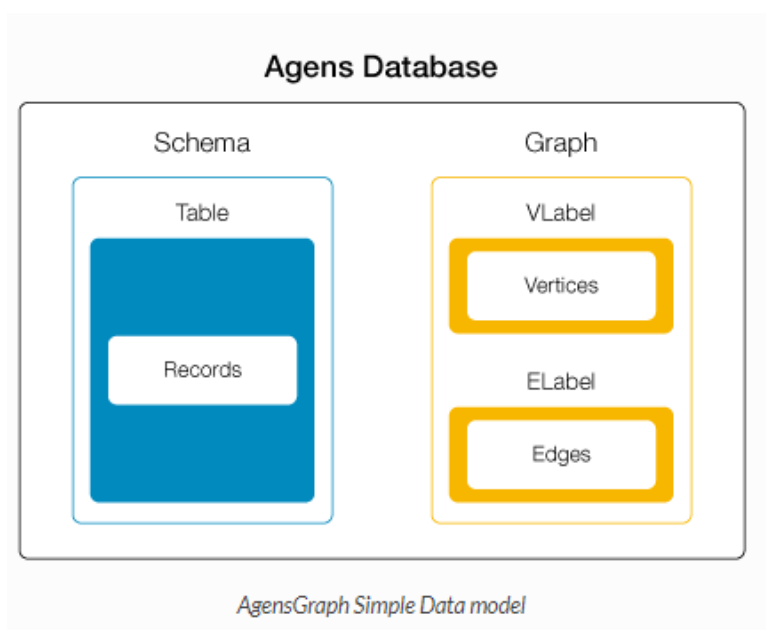 Agens Database
Schema
Graph
Table
VLabel
Records
Vertices
ELabel
Edges
AgensGraph Simple Data model